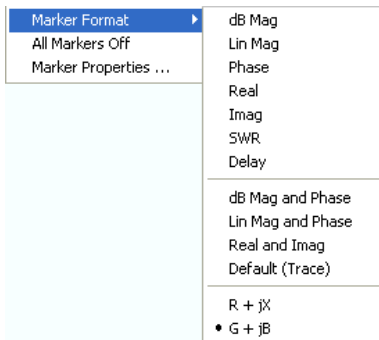 Marker Format
All Markers Off
Marker Properties ...
dB Mag
Lin Mag
Phase
Real
Imag
SWR
Delay
dB Mag and Phase
Lin Mag and Phase
Real and Imag
Default (Trace)
R + jX
G + jB